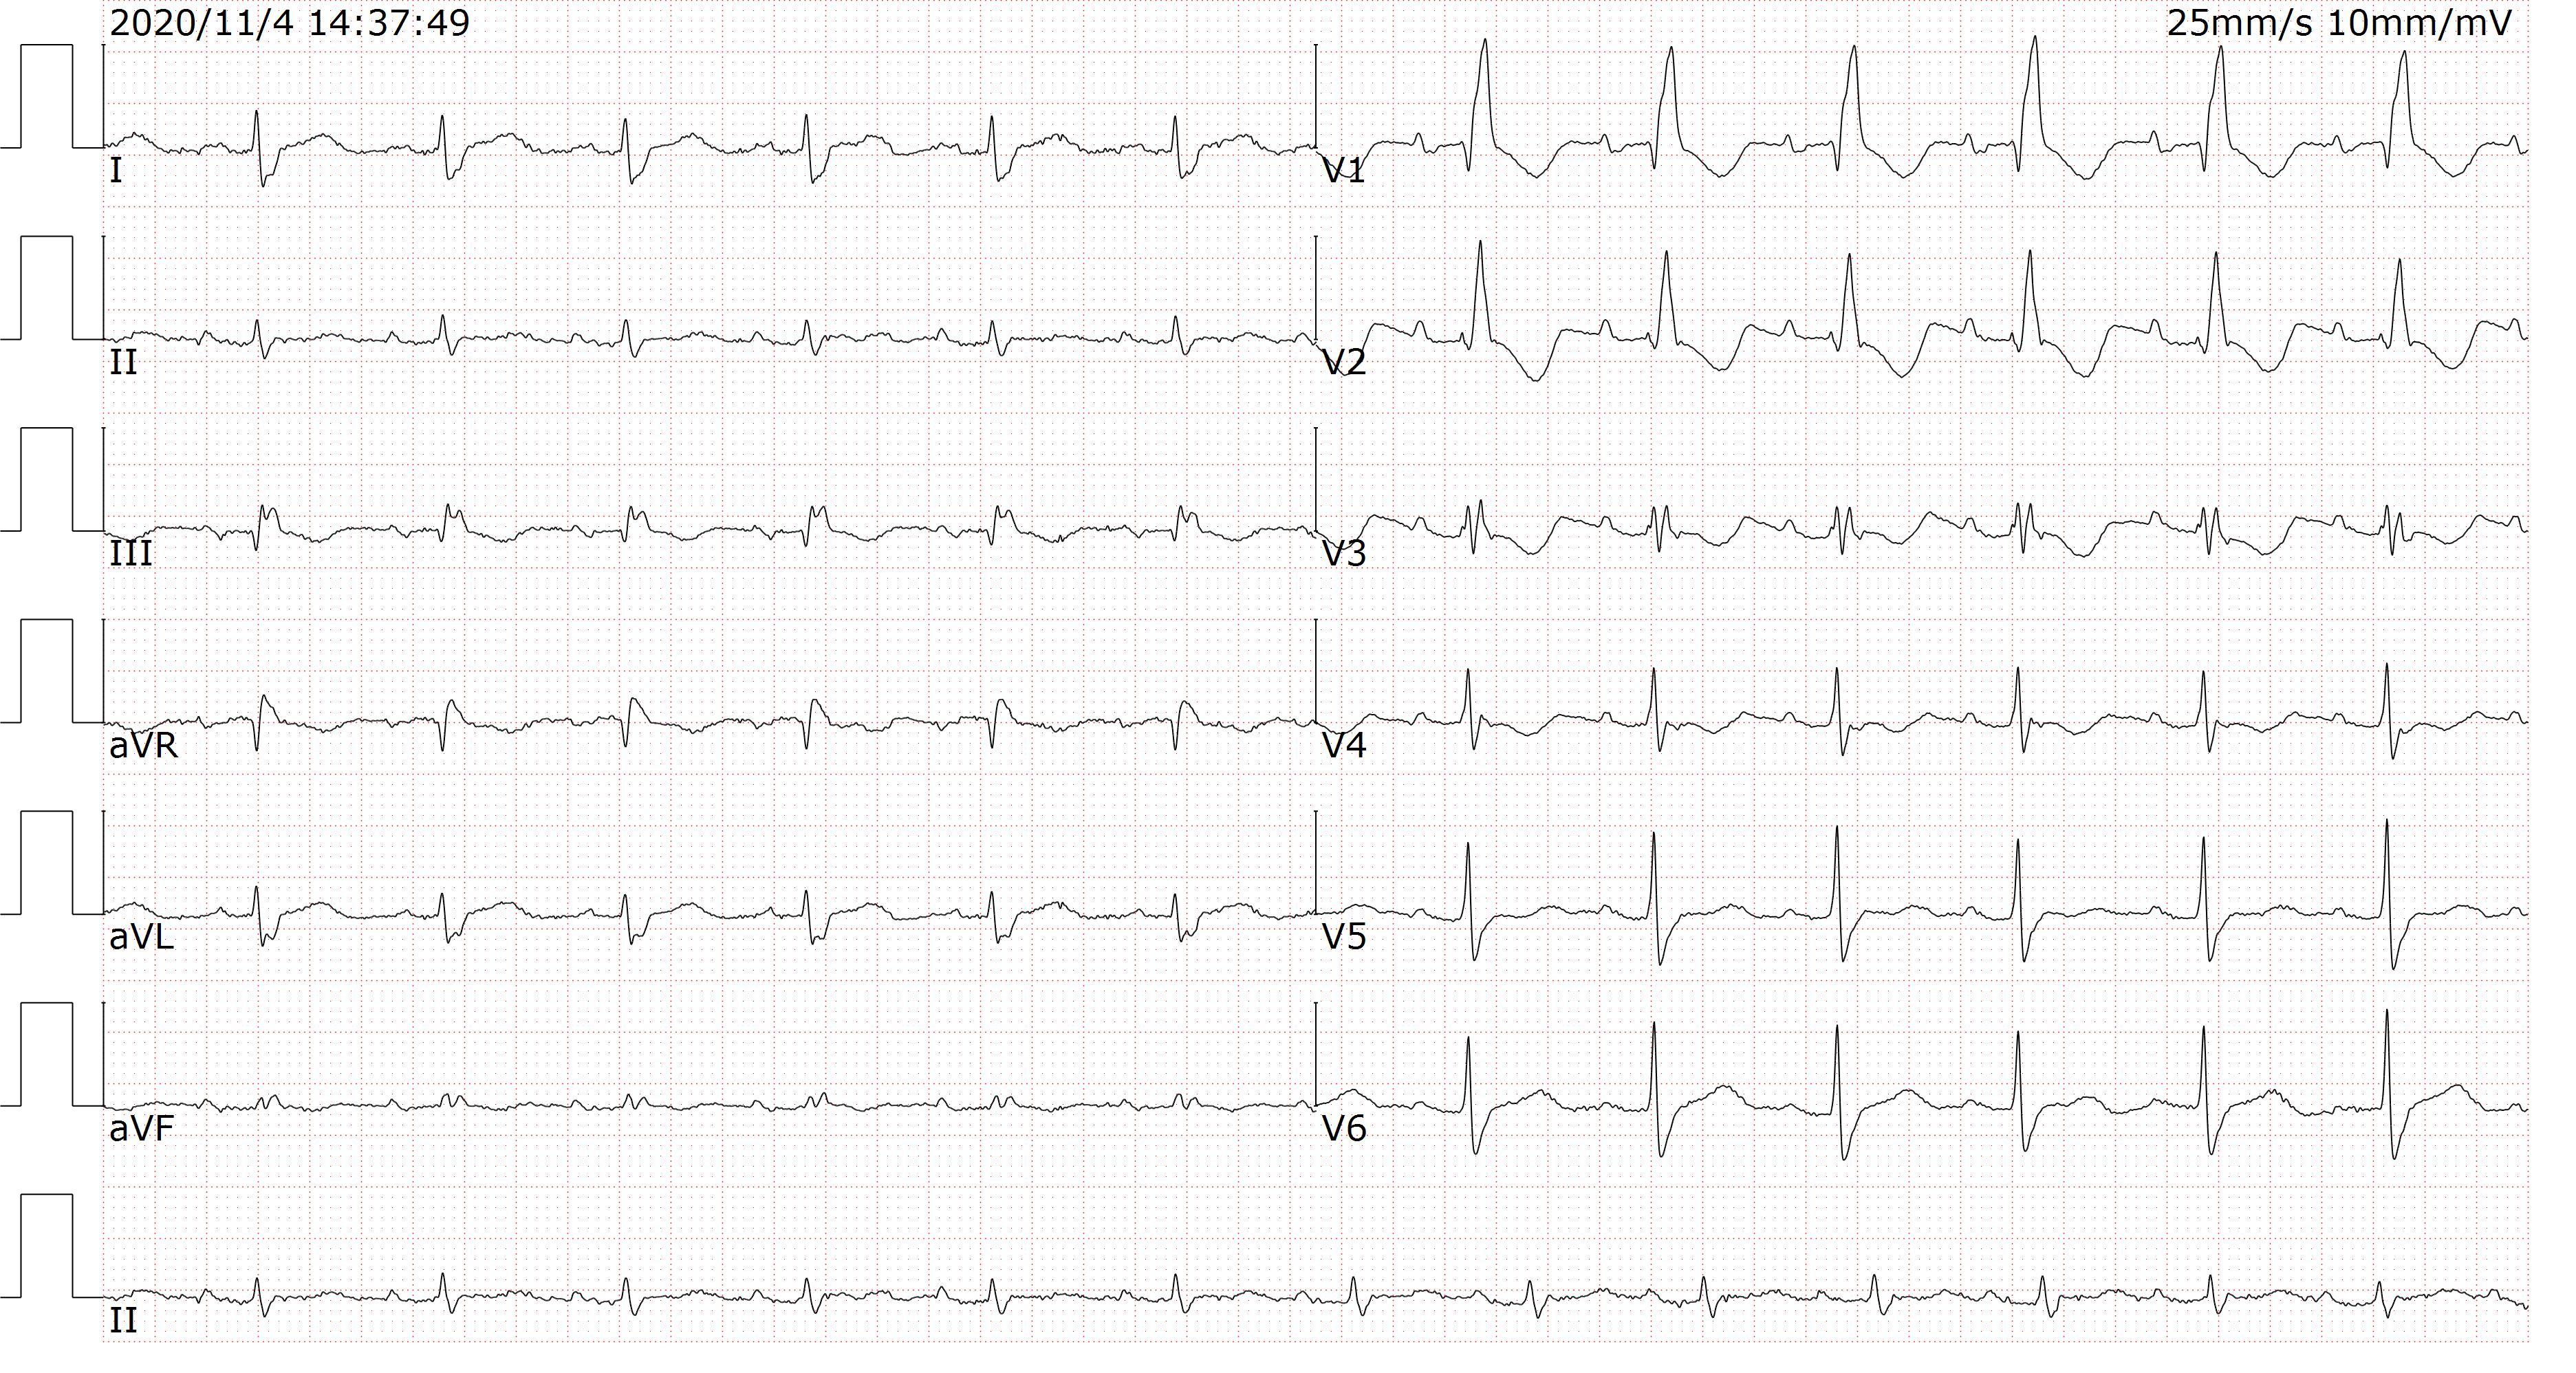 2020/11/4 14:37:49
25mm/s 10mm/mV
I
V1
II
V2
III
V3
aVR
V4
aVL
V5
aVF
V6
II